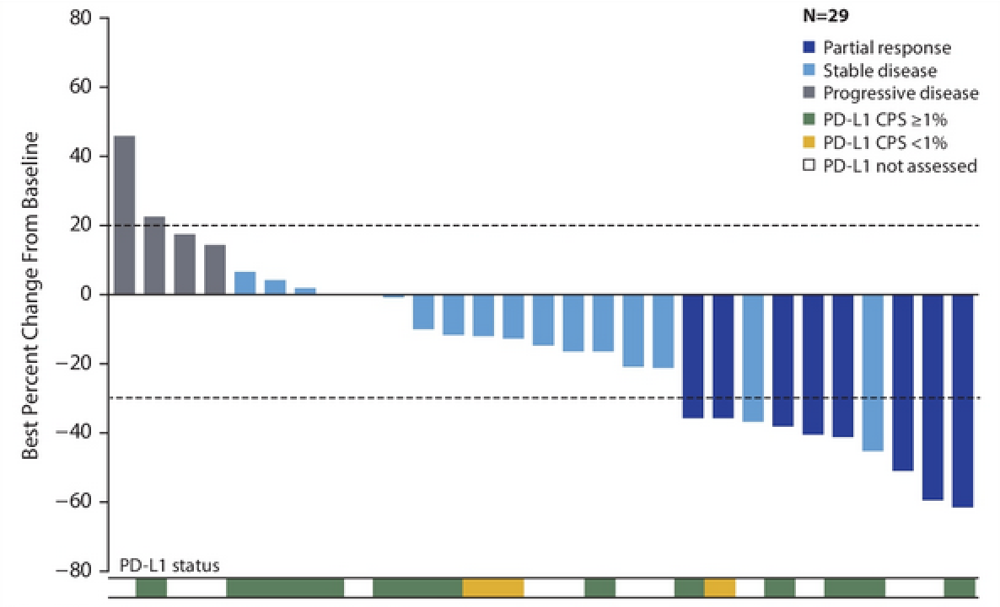 Best Percent Change From Baseline
80
60
40
20
0
−20
−40
−60
−80
N=29
Partial response
Stable disease
Progressive disease
PD-L1 CPS ≥1%
PD-L1 CPS <1%
PD-L1 not assessed
PD-L1 status